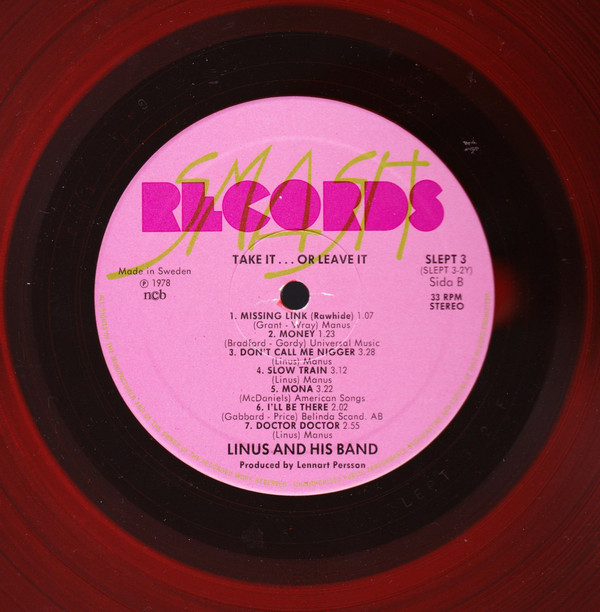 SMASH
RECORDS
TAKE IT . . . OR LEAVE IT
SLEPT 3
(SLEPT 3-2Y)
Sida B
33 RPM
STEREO
Made in Sweden
Ⓟ 1978
ncb
1. MISSING LINK (Rawhide) 1.07
(Grant - Wray) Manus
2. MONEY 1.23
(Bradford - Gordy) Universal Music
3. DON'T CALL ME NIGGER 3.28
(Linus) Manus
4. SLOW TRAIN 3.12
(Linus) Manus
5. MONA 3.22
(McDaniels) American Songs
6. I'LL BE THERE 2.02
(Gabbard - Price) Belinda Scand. AB
7. DOCTOR DOCTOR 2.55
(Linus) Manus
LINUS AND HIS BAND
Produced by Lennart Persson